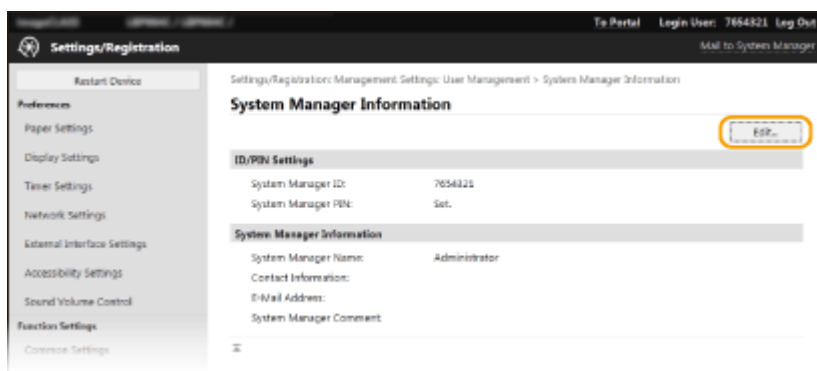 To Portal Login User: 7654321 Log Out
Settings/Registration
Mail to System Manager
Restart Device
Preferences
Paper Settings
Display Settings
Timer Settings
Network Settings
External Interface Settings
Accessibility Settings
Sound Volume Control
Function Settings
Common Settings
Settings/Registration: Management Settings: User Management > System Manager Information
System Manager Information
Edit...
ID/PIN Settings
System Manager ID: 7654321
System Manager PIN: Set.
System Manager Information
System Manager Name: Administrator
Contact Information:
E-Mail Address:
System Manager Comment: